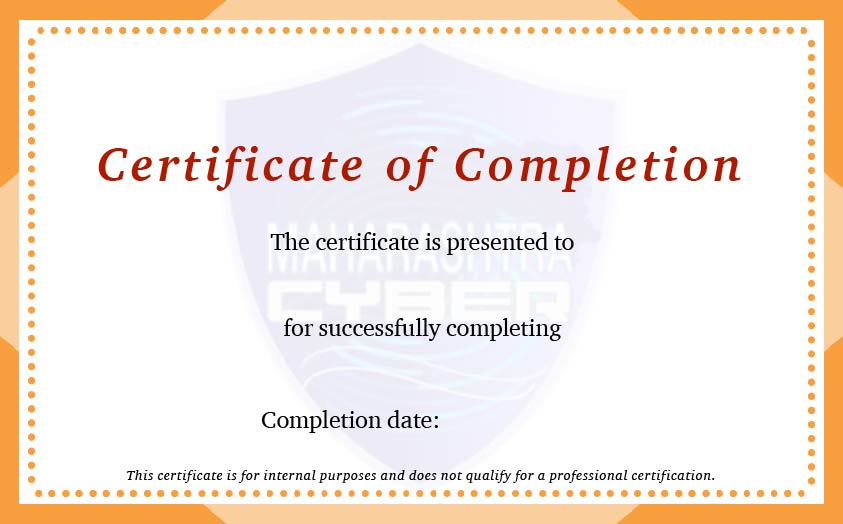 Certificate of Completion
The certificate is presented to
MAHARASHTRA
CYBER
for successfully completing
Completion date:
This certificate is for internal purposes and does not qualify for a professional certification.